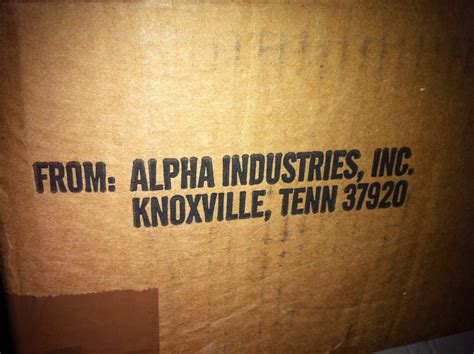 FROM: ALPHA INDUSTRIES, INC.
KNOXVILLE, TENN 37920